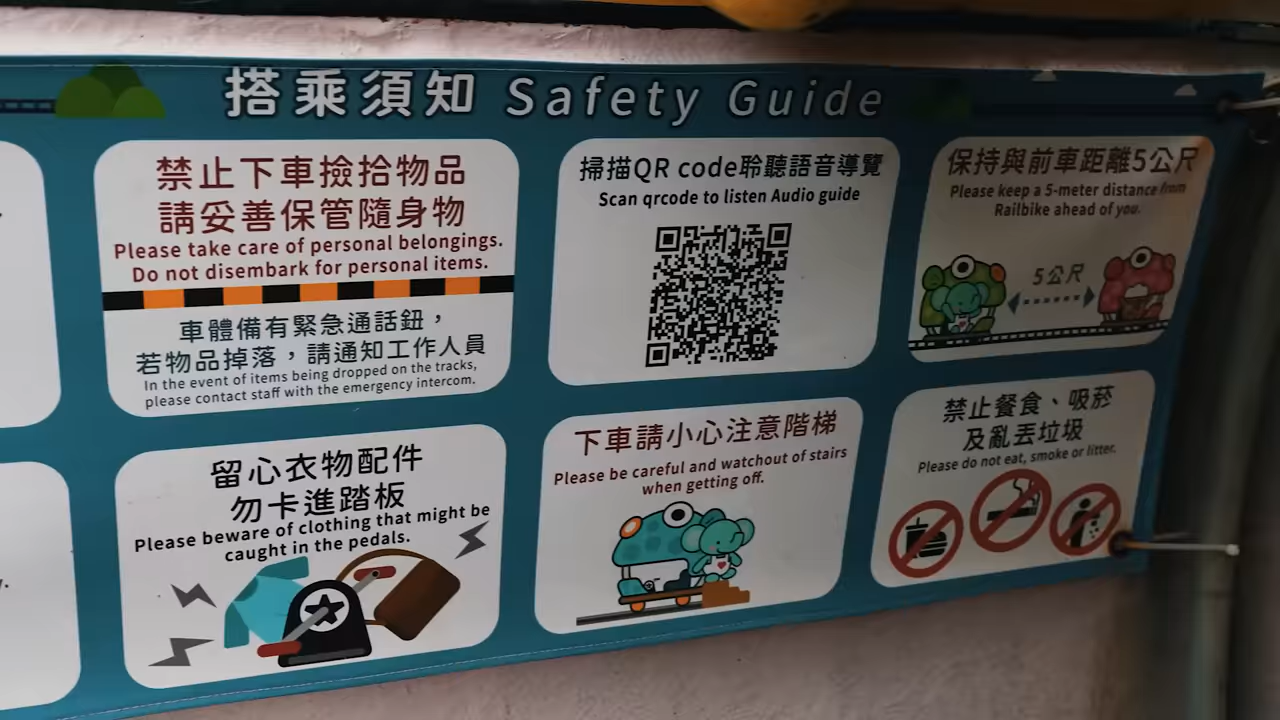 搭乘須知 Safety Guide
禁止下車撿拾物品
請妥善保管隨身物
Please take care of personal belongings.
Do not disembark for personal items.
車體備有緊急通話鈕，
若物品掉落，請通知工作人員
In the event of items being dropped on the tracks,
please contact staff with the emergency intercom.
掃描QR code聆聽語音導覽
Scan qrcode to listen Audio guide
保持與前車距離5公尺
Please keep a 5-meter distance from
Railbike ahead of you.
5公尺
留心衣物配件
勿卡進踏板
Please beware of clothing that might be
caught in the pedals.
下車請小心注意階梯
Please be careful and watchout of stairs
when getting off.
禁止餐食、吸菸
及亂丟垃圾
Please do not eat, smoke or litter.